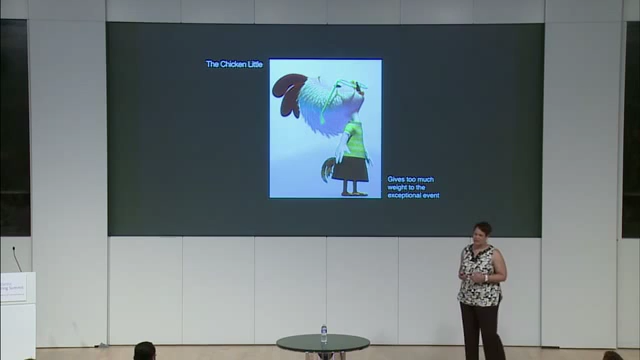 The Chicken Little
Gives too much
weight to the
exceptional event